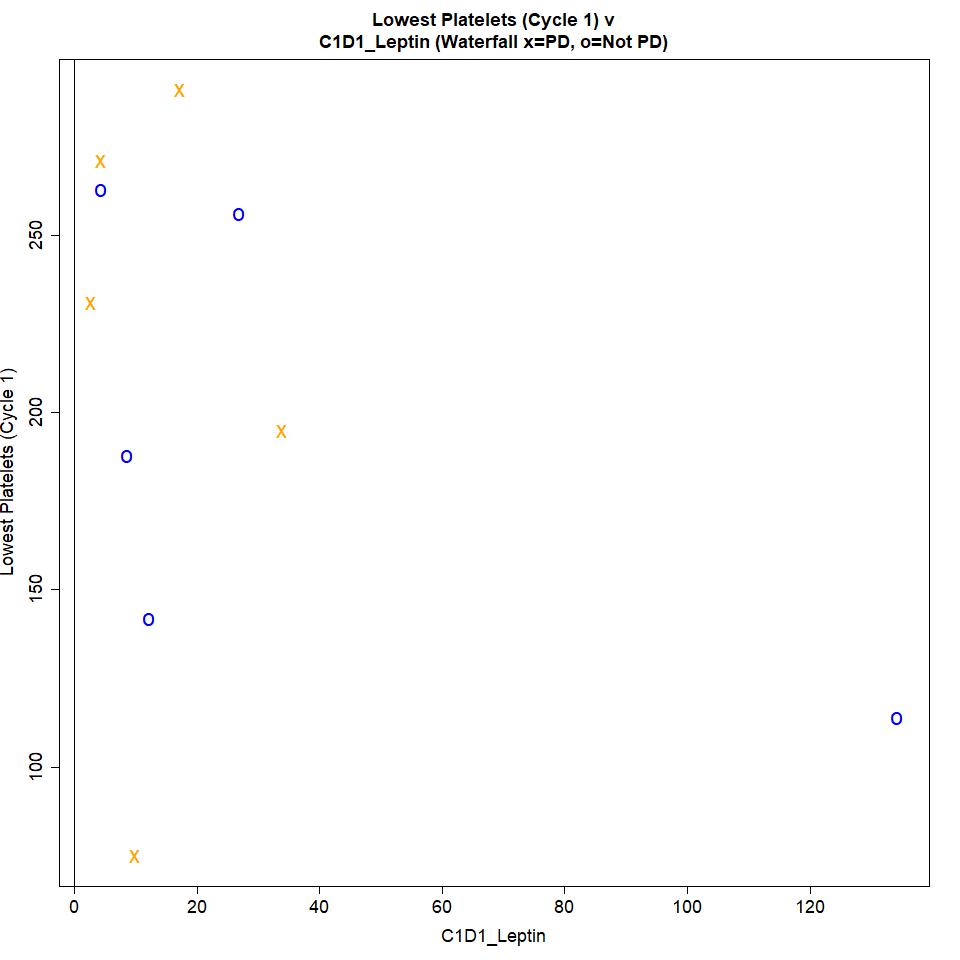 Lowest Platelets (Cycle 1) v
C1D1_Leptin (Waterfall x=PD, o=Not PD)
Lowest Platelets (Cycle 1)
250
200
150
100
X
X
O
O
X
X
O
O
O
X
0 20 40 60 80 100 120
C1D1_Leptin